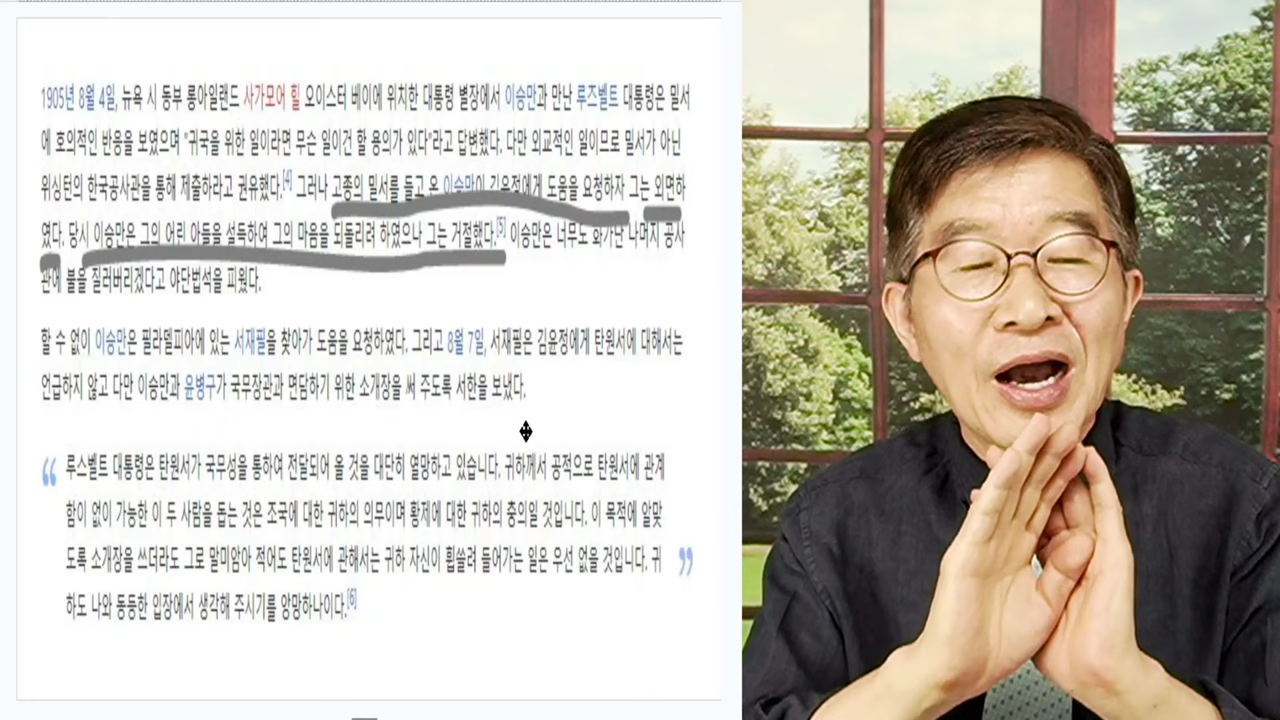 1905년 8월 4일, 뉴욕 시 동부 롱아일랜드 사가모어 힐 오이스터 베이에 위치한 대통령 별장에서 이승만과 만난 루즈벨트 대통령은 밀서
에 호의적인 반응을 보였으며 "귀국을 위한 일이라면 무슨 일이건 할 용의가 있다"라고 답변했다. 다만 외교적인 일이므로 밀서가 아닌
위싱턴의 한국공사관을 통해 제출하라고 권유했다.[4] 그러나 고종의 밀서를 들고 온 이승만이 김윤정에게 도움을 요청하자 그는 외면하
였다. 당시 이승만은 그의 어린 아들을 설득하여 그의 마음을 되돌리려 하였으나 그는 거절했다.[5] 이승만은 너무도 화가난 나머지 공사
관에 불을 질러버리겠다고 야단법석을 피웠다.
할 수 없이 이승만은 필라델피아에 있는 서재필을 찾아가 도움을 요청하였다. 그리고 8월 7일, 서재필은 김윤정에게 탄원서에 대해서는
언급하지 않고 다만 이승만과 윤병구가 국무장관과 면담하기 위한 소개장을 써 주도록 서한을 보냈다.
“ 루스벨트 대통령은 탄원서가 국무성을 통하여 전달되어 올 것을 대단히 열망하고 있습니다. 귀하께서 공적으로 탄원서에 관계
함이 없이 가능한 이 두 사람을 돕는 것은 조국에 대한 귀하의 의무이며 황제에 대한 귀하의 충의일 것입니다. 이 목적에 알맞
도록 소개장을 쓰더라도 그로 말미암아 적어도 탄원서에 관해서는 귀하 자신이 휩쓸려 들어가는 일은 우선 없을 것입니다. 귀 ”
하도 나와 동등한 입장에서 생각해 주시기를 앙망하나이다.[6]